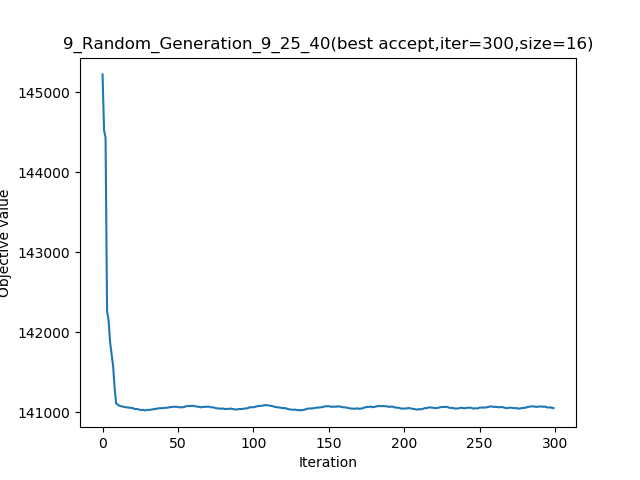 9_Random_Generation_9_25_40(best accept,iter=300,size=16)
145000
144000
143000
142000
141000
Objective Value
0 50 100 150 200 250 300
Iteration